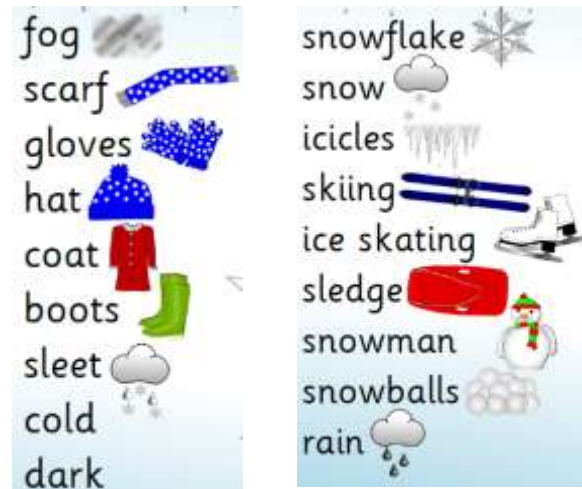 fog
scarf
gloves
hat
coat
boots
sleet
cold
dark
snowflake
snow
icicles
skiing
ice skating
sledge
snowman
snowballs
rain